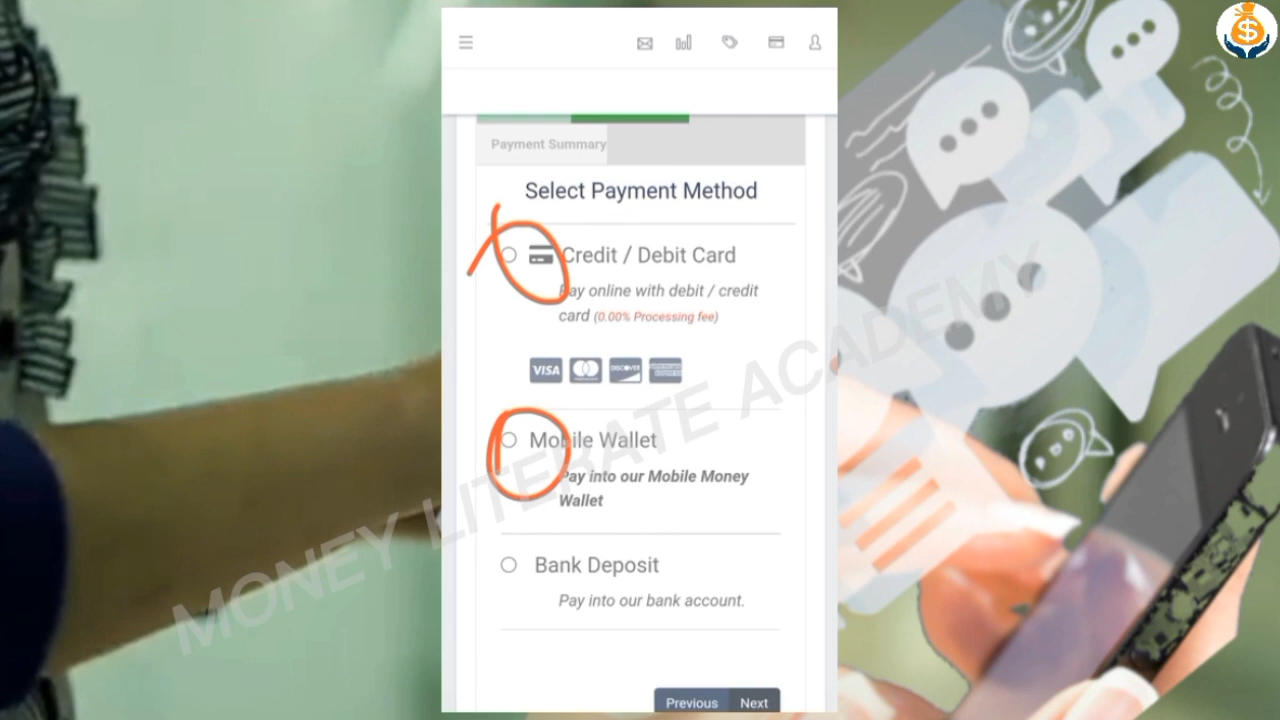 Payment Summary
Select Payment Method
Credit / Debit Card
Pay online with debit / credit
card (0.00% Processing fee)
VISA
DISCOVER
Mobile Wallet
Pay into our Mobile Money
Wallet
Bank Deposit
Pay into our bank account.
Previous Next
MONEY LITERATE ACADEMY